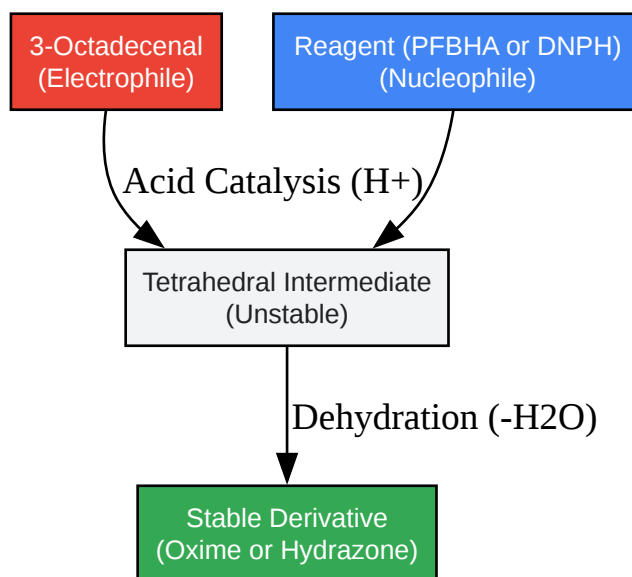 3-Octadecenal
(Electrophile)
Reagent (PFBHA or DNPH)
(Nucleophile)
Acid Catalysis (H+)
Tetrahedral Intermediate
(Unstable)
Dehydration (-H2O)
Stable Derivative
(Oxime or Hydrazone)